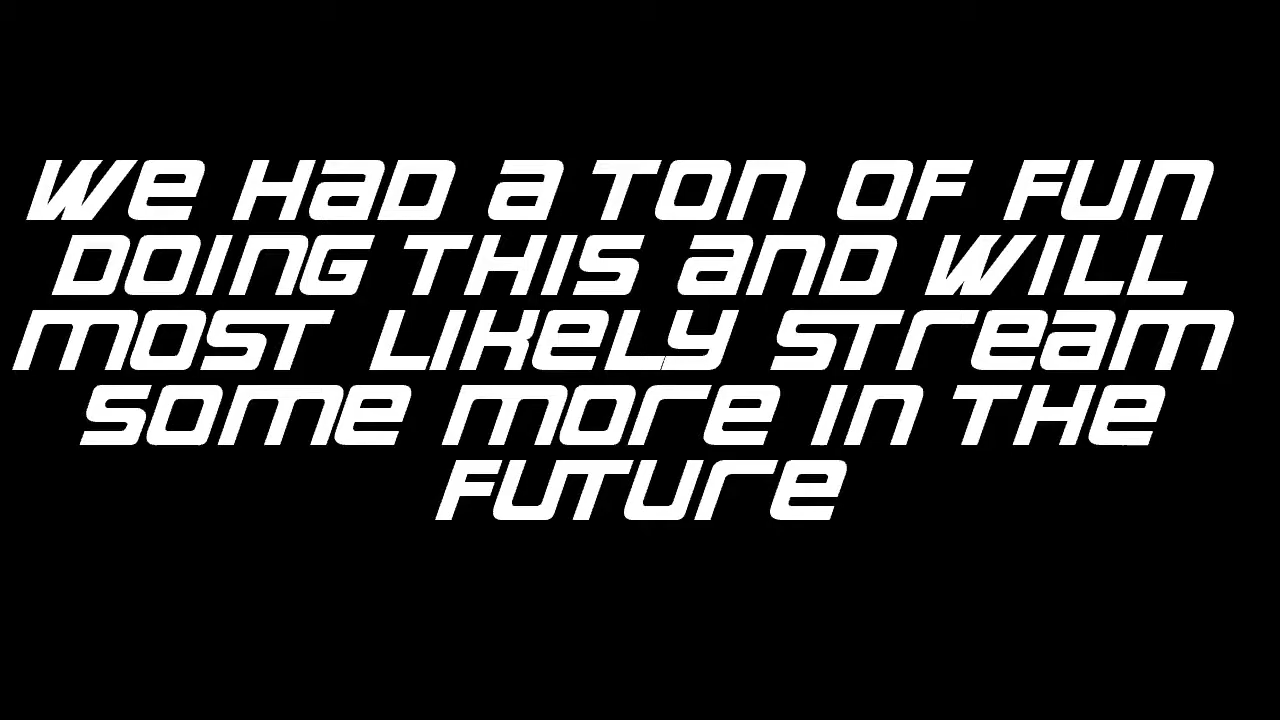 We HaD a TON OF FUN
DOING THIS aND WILL
MOST LIKeLY STreaM
SOMe MOre IN THe
FUTUre